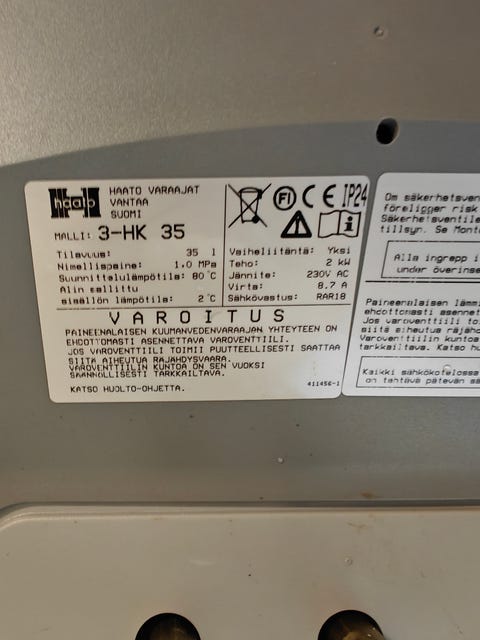 haato
HAATO VARAAJAT
VANTAA
SUOMI
FI CE IP24
MALLI: 3-HK 35
Tilavuus: 35 l
Nimellispaine: 1,0 MPa
Suunnittelulämpötila: 80 °C
Alin sallittu
sisällön lämpötila: 2 °C
Vaiheliitäntä: Yksi
Teho: 2 kW
Jännite: 230V AC
Virta: 8.7 A
Sähkövastus: RAR18
VAROITUS
PAINEENALAISEN KUUMANVEDENVARAAJAN YHTEYTEEN ON
EHDOTTOMASTI ASENNETTAVA VAROVENTTIILI.
JOS VAROVENTTIILI TOIMII PUUTTEELLISESTI SAATTAA
SIITÄ AIHEUTUA RÄJÄHDYSVAARA.
VAROVENTTIILIN KUNTOA ON SEN VUOKSI
SÄÄNNÖLLISESTI TARKKAILTAVA.
KATSO HUOLTO-OHJETTA.
411456-1
Om säkerhetsven
föreligger risk
Säkerhetsventile
tillsyn. Se Mont
Alla ingrepp i
under överinse
Paineenalaisen lämmi
ehdottomasti asennet
Jos varoventtiili to
siitä aiheutua räjäh
Varoventtiilin kuntoa
tarkkailtava. Katso hu
Kaikki sähkökotelossa
on tehtävä pätevän säh